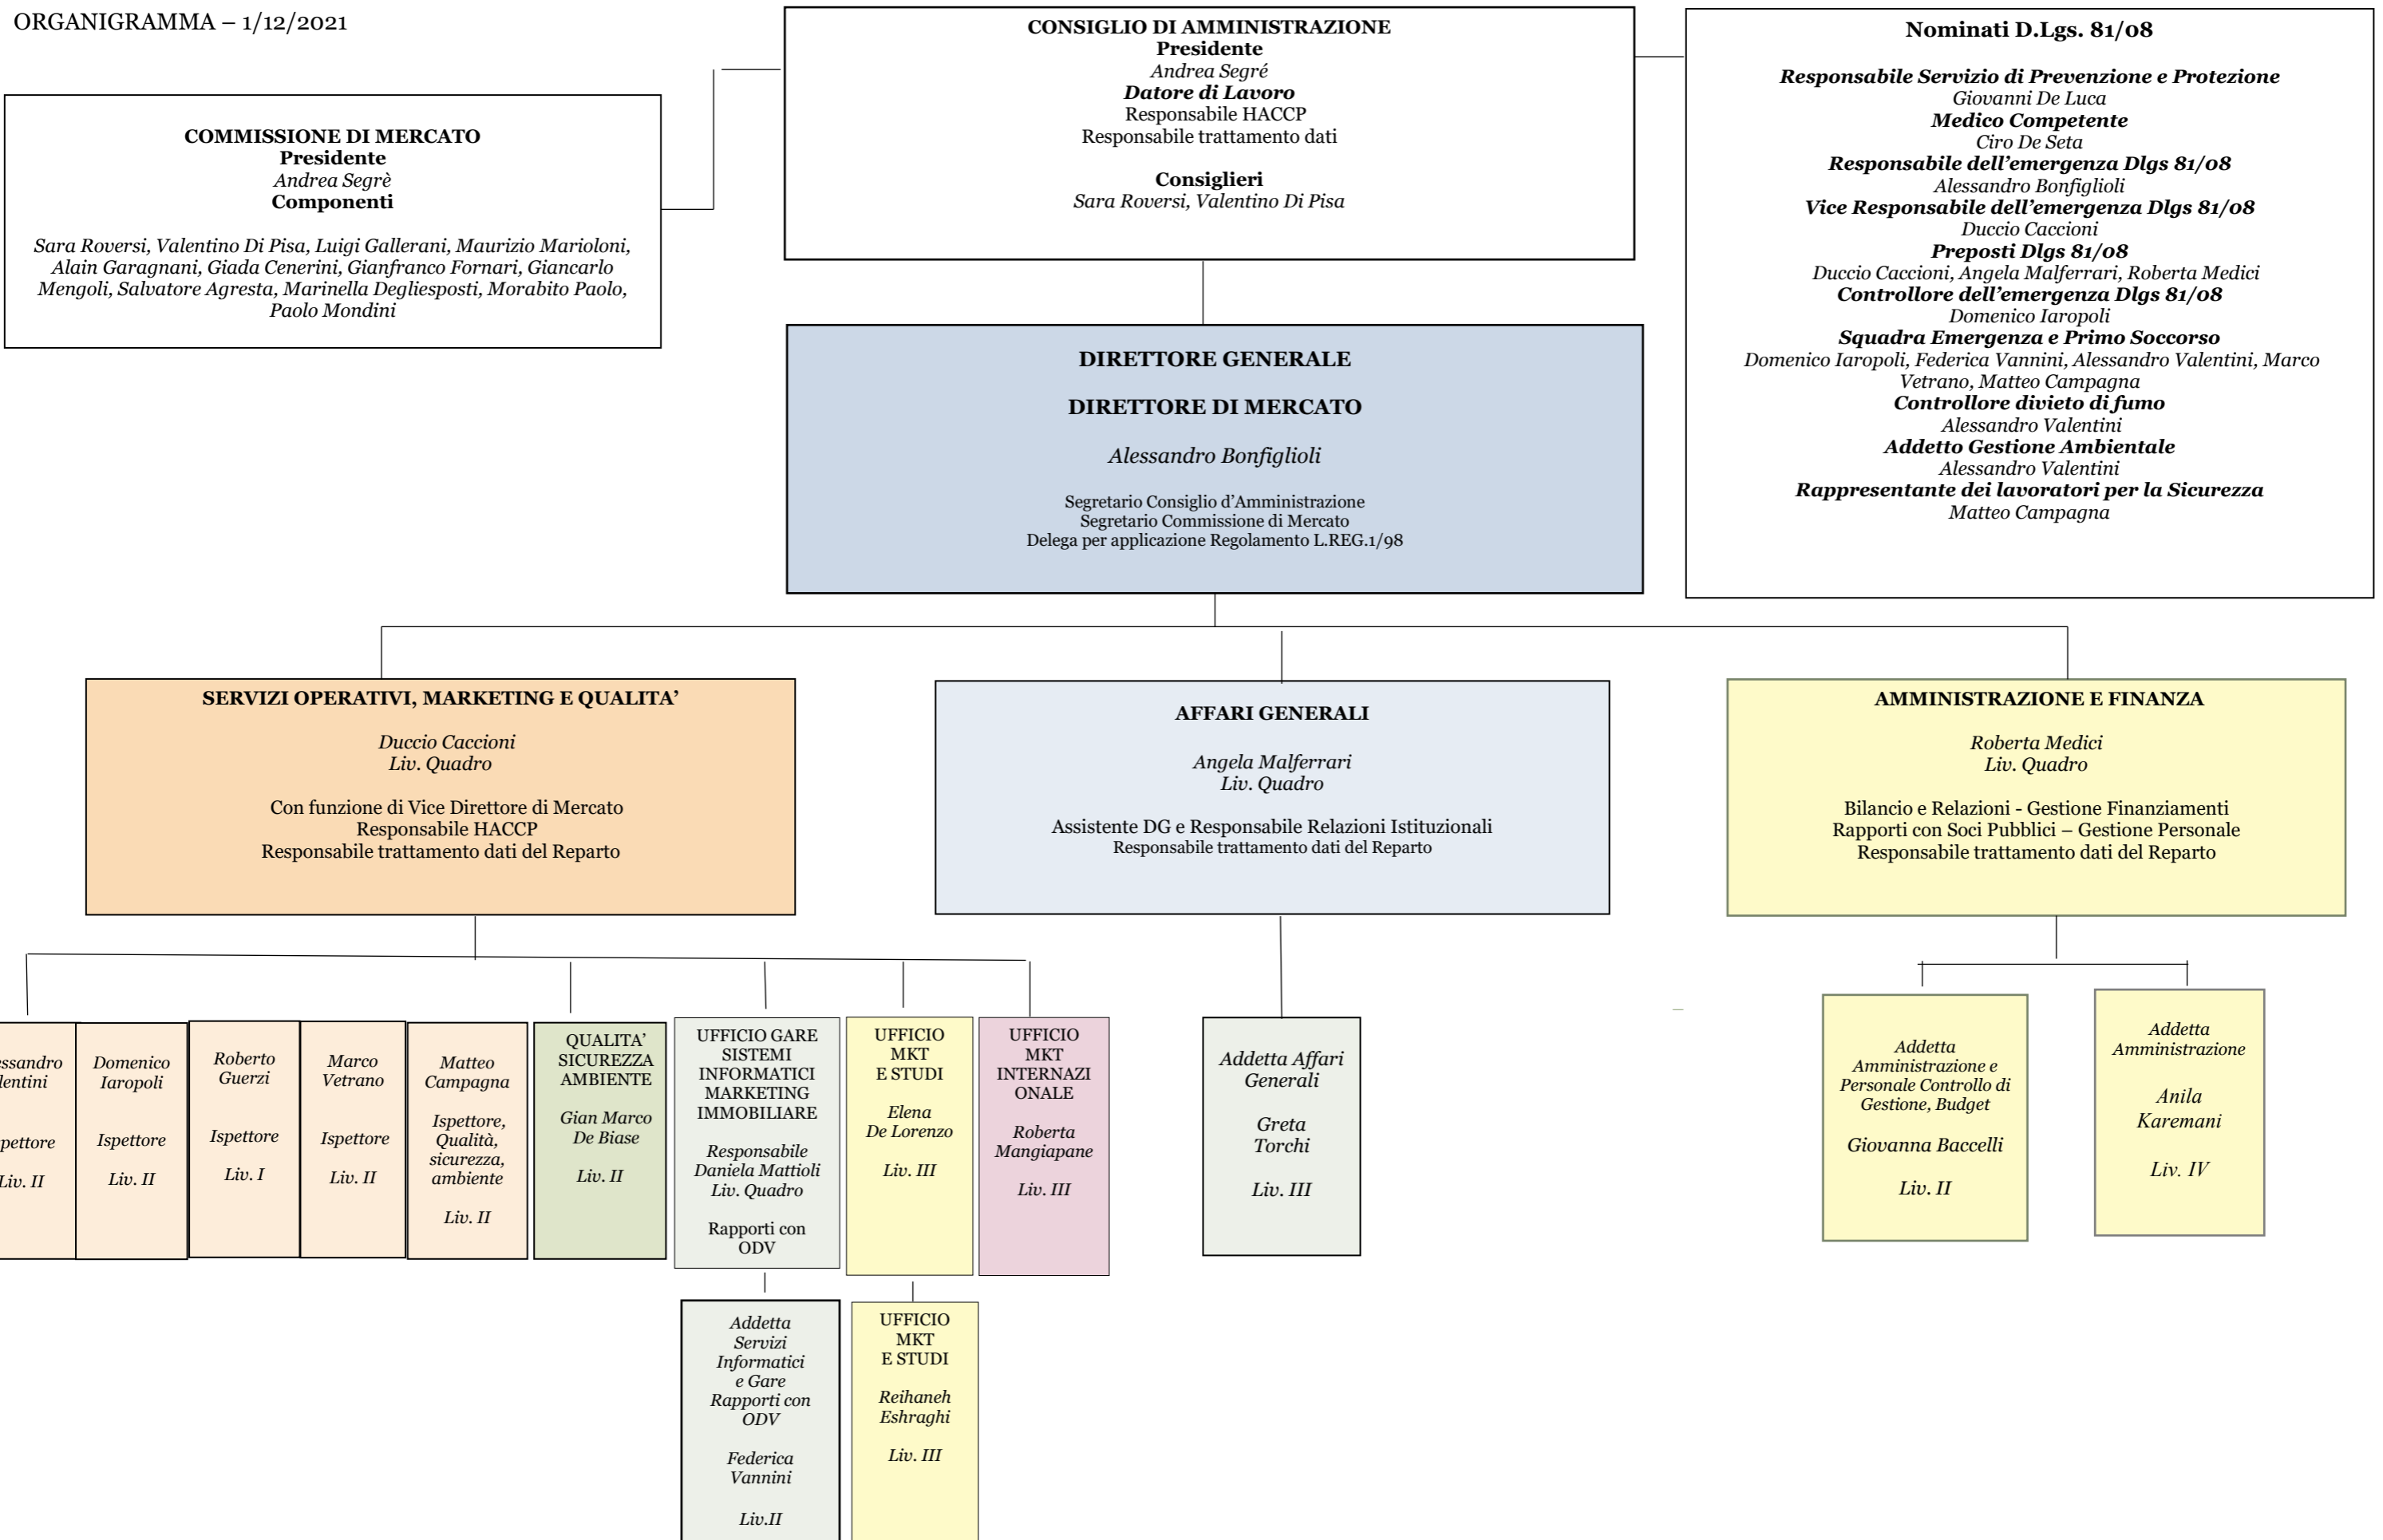 ORGANIGRAMMA – 1/12/2021
CONSIGLIO DI AMMINISTRAZIONE
Presidente
Andrea Segré
Datore di Lavoro
Responsabile HACCP
Responsabile trattamento dati
Consiglieri
Sara Roversi, Valentino Di Pisa
COMMISSIONE DI MERCATO
Presidente
Andrea Segrè
Componenti
Sara Roversi, Valentino Di Pisa, Luigi Gallerani, Maurizio Marioloni,
Alain Garagnani, Giada Cenerini, Gianfranco Fornari, Giancarlo
Mengoli, Salvatore Agresta, Marinella Degliesposti, Morabito Paolo,
Paolo Mondini
Nominati D.Lgs. 81/08
Responsabile Servizio di Prevenzione e Protezione
Giovanni De Luca
Medico Competente
Ciro De Seta
Responsabile dell’emergenza Dlgs 81/08
Alessandro Bonfiglioli
Vice Responsabile dell’emergenza Dlgs 81/08
Duccio Caccioni
Preposti Dlgs 81/08
Duccio Caccioni, Angela Malferrari, Roberta Medici
Controllore dell’emergenza Dlgs 81/08
Domenico Iaropoli
Squadra Emergenza e Primo Soccorso
Domenico Iaropoli, Federica Vannini, Alessandro Valentini, Marco
Vetrano, Matteo Campagna
Controllore divieto di fumo
Alessandro Valentini
Addetto Gestione Ambientale
Alessandro Valentini
Rappresentante dei lavoratori per la Sicurezza
Matteo Campagna
DIRETTORE GENERALE
DIRETTORE DI MERCATO
Alessandro Bonfiglioli
Segretario Consiglio d’Amministrazione
Segretario Commissione di Mercato
Delega per applicazione Regolamento L.REG.1/98
SERVIZI OPERATIVI, MARKETING E QUALITA’
Duccio Caccioni
Liv. Quadro
Con funzione di Vice Direttore di Mercato
Responsabile HACCP
Responsabile trattamento dati del Reparto
AFFARI GENERALI
Angela Malferrari
Liv. Quadro
Assistente DG e Responsabile Relazioni Istituzionali
Responsabile trattamento dati del Reparto
AMMINISTRAZIONE E FINANZA
Roberta Medici
Liv. Quadro
Bilancio e Relazioni - Gestione Finanziamenti
Rapporti con Soci Pubblici – Gestione Personale
Responsabile trattamento dati del Reparto
ssandro
lentini
pettore
Liv. II
Domenico
Iaropoli
Ispettore
Liv. II
Roberto
Guerzi
Ispettore
Liv. I
Marco
Vetrano
Ispettore
Liv. II
Matteo
Campagna
Ispettore,
Qualità,
sicurezza,
ambiente
Liv. II
QUALITA’
SICUREZZA
AMBIENTE
Gian Marco
De Biase
Liv. II
UFFICIO GARE
SISTEMI
INFORMATICI
MARKETING
IMMOBILIARE
Responsabile
Daniela Mattioli
Liv. Quadro
Rapporti con
ODV
UFFICIO
MKT
E STUDI
Elena
De Lorenzo
Liv. III
UFFICIO
MKT
INTERNAZI
ONALE
Roberta
Mangiapane
Liv. III
Addetta Affari
Generali
Greta
Torchi
Liv. III
Addetta
Amministrazione e
Personale Controllo di
Gestione, Budget
Giovanna Baccelli
Liv. II
Addetta
Amministrazione
Anila
Karemani
Liv. IV
Addetta
Servizi
Informatici
e Gare
Rapporti con
ODV
Federica
Vannini
Liv.II
UFFICIO
MKT
E STUDI
Reihaneh
Eshraghi
Liv. III